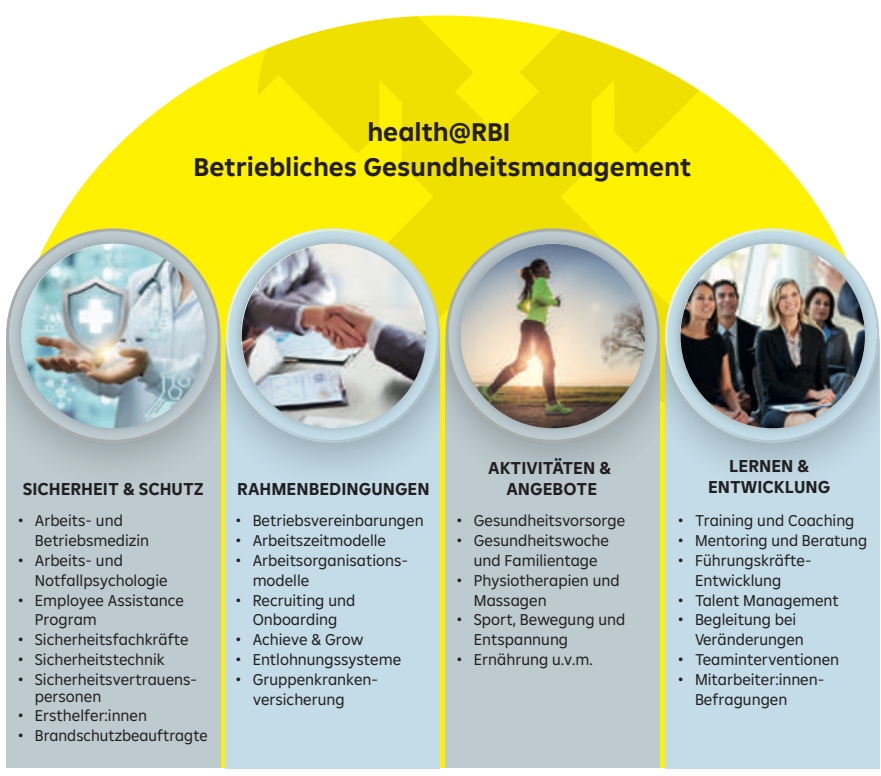 health@RBI
Betriebliches Gesundheitsmanagement
SICHERHEIT & SCHUTZ
• Arbeits- und
Betriebsmedizin
• Arbeits- und
Notfallpsychologie
• Employee Assistance
Program
• Sicherheitsfachkräfte
• Sicherheitstechnik
• Sicherheitsvertrauens-
personen
• Ersthelfer:innen
• Brandschutzbeauftragte
RAHMENBEDINGUNGEN
• Betriebsvereinbarungen
• Arbeitszeitmodelle
• Arbeitsorganisations-
modelle
• Recruiting und
Onboarding
• Achieve & Grow
• Entlohnungssysteme
• Gruppenkranken-
versicherung
AKTIVITÄTEN &
ANGEBOTE
• Gesundheitsvorsorge
• Gesundheitswoche
und Familientage
• Physiotherapien und
Massagen
• Sport, Bewegung und
Entspannung
• Ernährung u.v.m.
LERNEN &
ENTWICKLUNG
• Training und Coaching
• Mentoring und Beratung
• Führungskräfte-
Entwicklung
• Talent Management
• Begleitung bei
Veränderungen
• Teaminterventionen
• Mitarbeiter:innen-
Befragungen